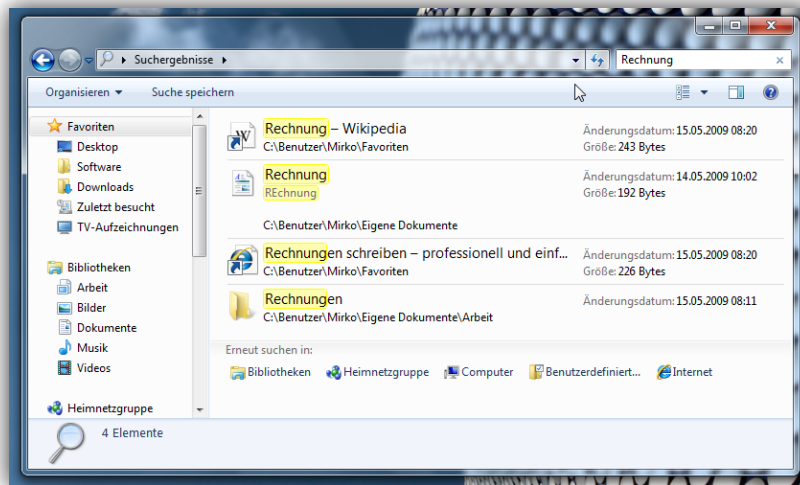 Suchergebnisse
Rechnung
Organisieren
Suche speichern
Favoriten
Desktop
Software
Downloads
Zuletzt besucht
TV-Aufzeichnungen
Bibliotheken
Arbeit
Bilder
Dokumente
Musik
Videos
Heimnetzgruppe
Rechnung – Wikipedia
C:\Benutzer\Mirko\Favoriten
Änderungsdatum: 15.05.2009 08:20
Größe: 243 Bytes
Rechnung
REchnung
C:\Benutzer\Mirko\Eigene Dokumente
Änderungsdatum: 14.05.2009 10:02
Größe: 192 Bytes
Rechnungen schreiben – professionell und einf...
C:\Benutzer\Mirko\Favoriten
Änderungsdatum: 15.05.2009 08:20
Größe: 226 Bytes
Rechnungen
C:\Benutzer\Mirko\Eigene Dokumente\Arbeit
Änderungsdatum: 15.05.2009 08:11
Erneut suchen in:
Bibliotheken Heimnetzgruppe Computer Benutzerdefiniert... Internet
4 Elemente